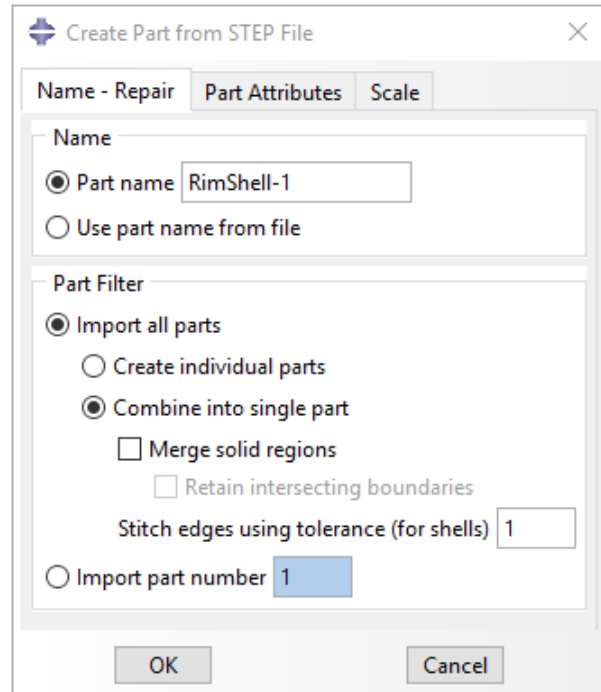 Create Part from STEP File
Name - Repair Part Attributes Scale
Name
Part name RimShell-1
Use part name from file
Part Filter
Import all parts
Create individual parts
Combine into single part
Merge solid regions
Retain intersecting boundaries
Stitch edges using tolerance (for shells) 1
Import part number 1
OK Cancel